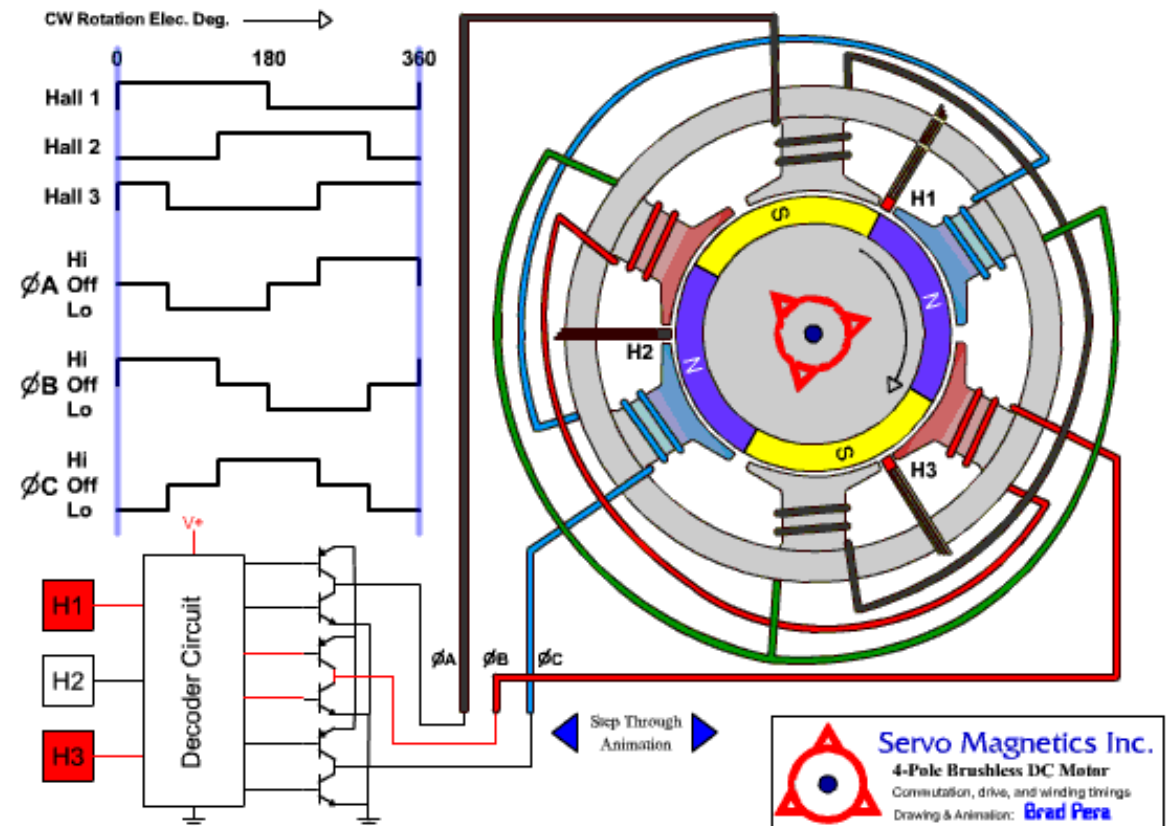 CW Rotation Elec. Deg.
0 180 360
Hall 1
Hall 2
Hall 3
ØA Hi Off Lo
ØB Hi Off Lo
ØC Hi Off Lo
V+
H1
H2
H3
Decoder Circuit
ØA ØB ØC
H1
H2
H3
S
N
N
S
Step Through
Animation
Servo Magnetics Inc.
4-Pole Brushless DC Motor
Commutation, drive, and winding timings
Drawing & Animation: Brad Pera